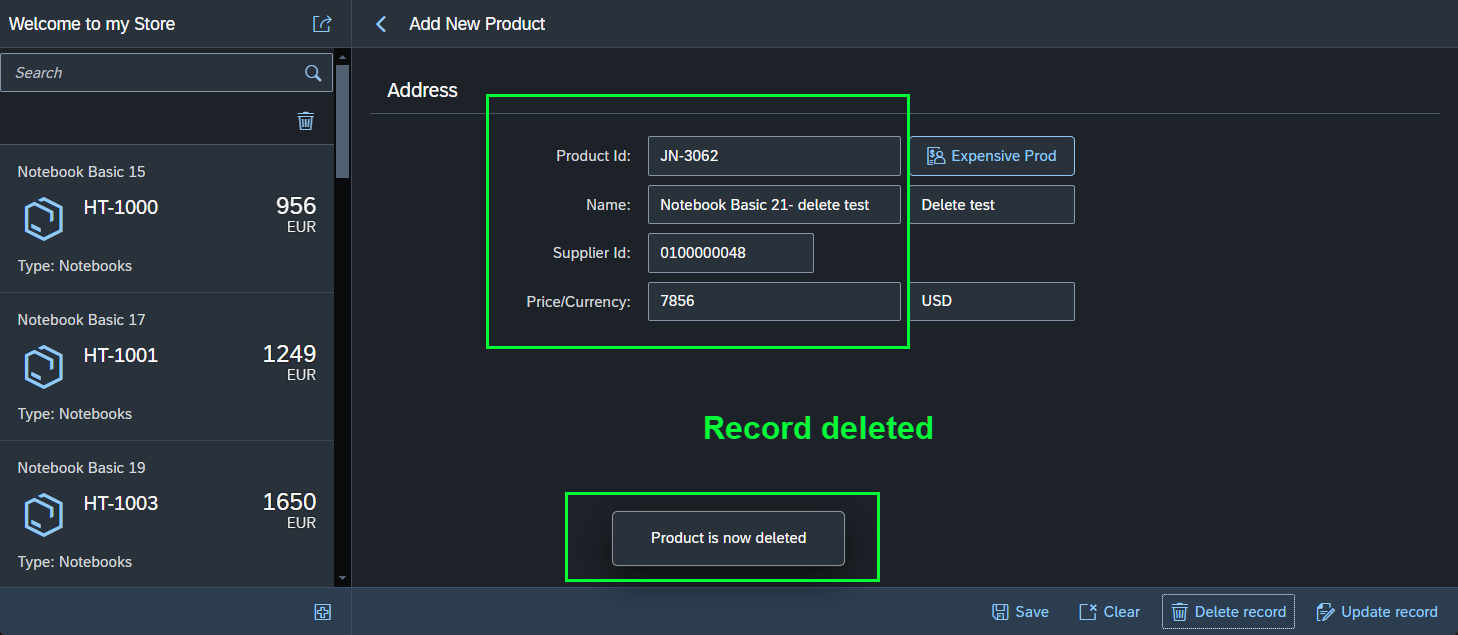 Welcome to my Store
Search
Notebook Basic 15
HT-1000
956
EUR
Type: Notebooks
Notebook Basic 17
HT-1001
1249
EUR
Type: Notebooks
Notebook Basic 19
HT-1003
1650
EUR
Type: Notebooks
Add New Product
Address
Product Id: JN-3062 Expensive Prod
Name: Notebook Basic 21- delete test Delete test
Supplier Id: 0100000048
Price/Currency: 7856 USD
Record deleted
Product is now deleted
Save Clear Delete record Update record